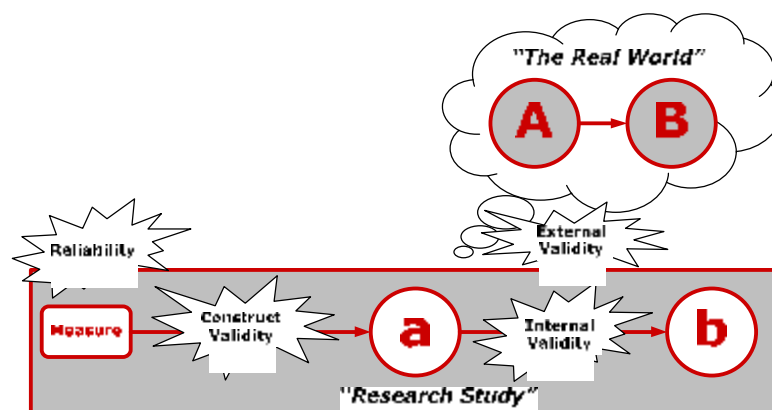 "The Real World"
A
B
Reliability
External
Validity
Measure
Construct
Validity
a
Internal
Validity
b
"Research Study"